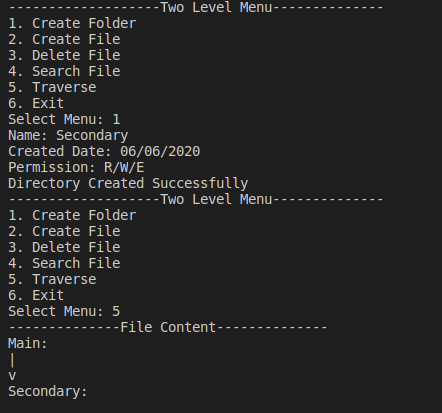 -------------------Two Level Menu--------------
1. Create Folder
2. Create File
3. Delete File
4. Search File
5. Traverse
6. Exit
Select Menu: 1
Name: Secondary
Created Date: 06/06/2020
Permission: R/W/E
Directory Created Successfully
-------------------Two Level Menu--------------
1. Create Folder
2. Create File
3. Delete File
4. Search File
5. Traverse
6. Exit
Select Menu: 5
--------------File Content--------------
Main:
|
v
Secondary: